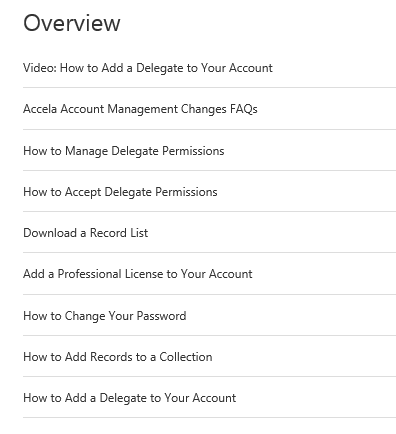 Overview
Video: How to Add a Delegate to Your Account
Accela Account Management Changes FAQs
How to Manage Delegate Permissions
How to Accept Delegate Permissions
Download a Record List
Add a Professional License to Your Account
How to Change Your Password
How to Add Records to a Collection
How to Add a Delegate to Your Account